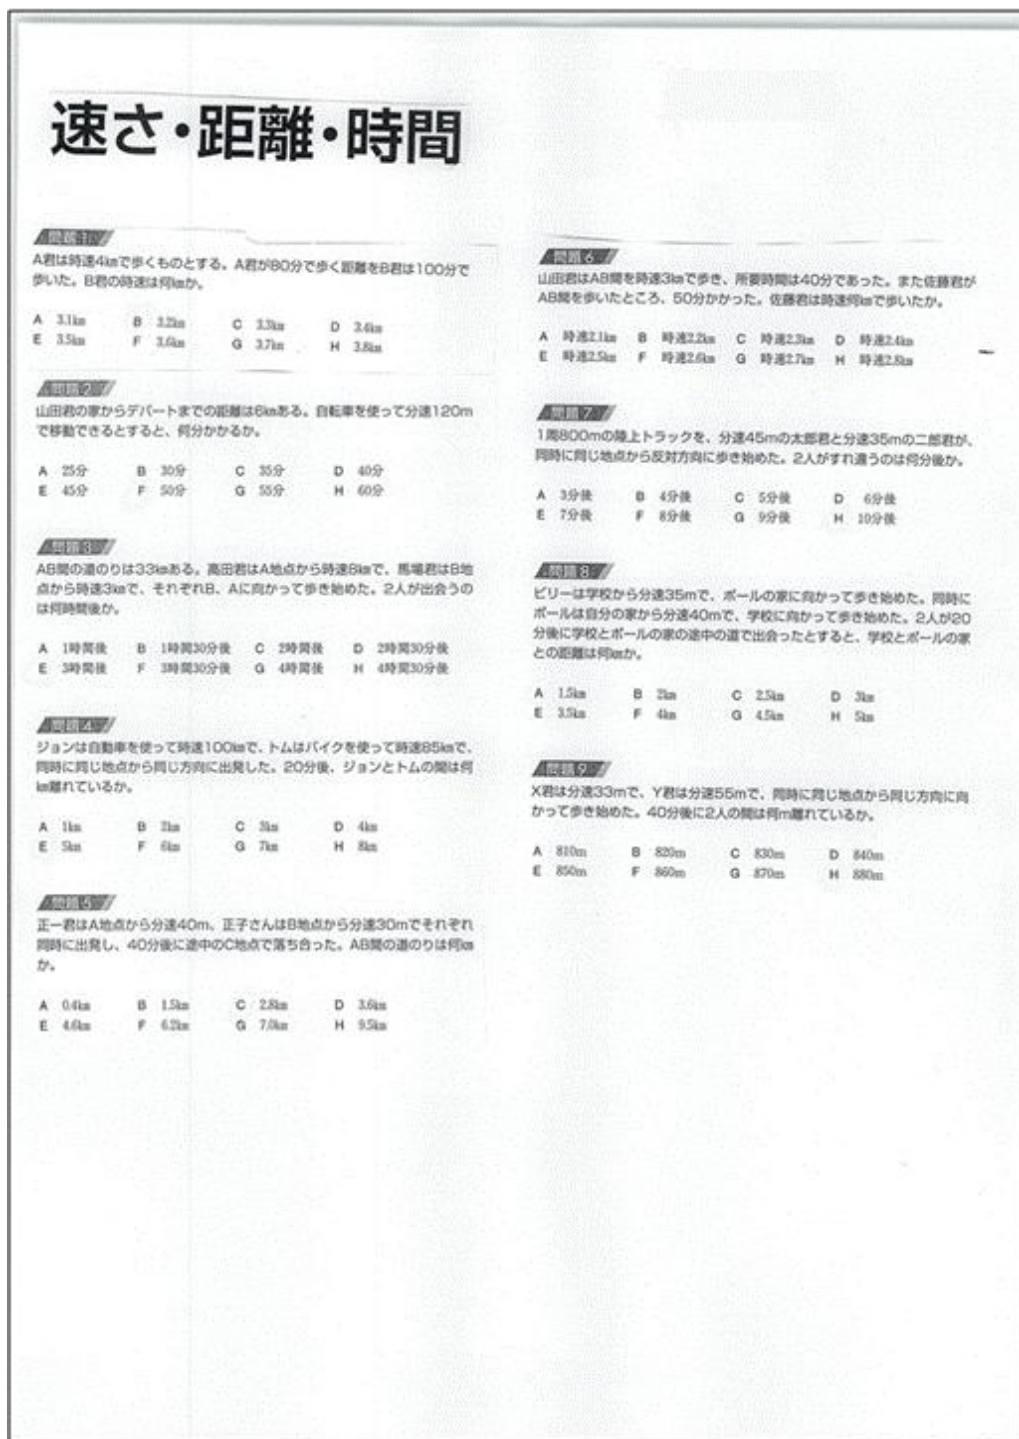 速さ・距離・時間
問題1
A君は時速4㎞で歩くものとする。A君が80分で歩く距離をB君は100分で
歩いた。B君の時速は何㎞か。
A 3.1㎞ B 3.2㎞ C 3.3㎞ D 3.4㎞
E 3.5㎞ F 3.6㎞ G 3.7㎞ H 3.8㎞
問題2
山田君の家からデパートまでの距離は6㎞ある。自転車を使って分速120m
で移動できるとすると、何分かかるか。
A 25分 B 30分 C 35分 D 40分
E 45分 F 50分 G 55分 H 60分
問題3
AB間の道のりは33㎞ある。高田君はA地点から時速8㎞で、馬場君はB地
点から時速3㎞で、それぞれB、Aに向かって歩き始めた。2人が出会うの
は何時間後か。
A 1時間後 B 1時間30分後 C 2時間後 D 2時間30分後
E 3時間後 F 3時間30分後 G 4時間後 H 4時間30分後
問題4
ジョンは自動車を使って時速100㎞で、トムはバイクを使って時速85㎞で、
同時に同じ地点から同じ方向に出発した。20分後、ジョンとトムの間は何
㎞離れているか。
A 1㎞ B 2㎞ C 3㎞ D 4㎞
E 5㎞ F 6㎞ G 7㎞ H 8㎞
問題5
正一君はA地点から分速40m、正子さんはB地点から分速30mでそれぞれ
同時に出発し、40分後に途中のC地点で落ち合った。AB間の道のりは何㎞
か。
A 0.4㎞ B 1.5㎞ C 2.8㎞ D 3.6㎞
E 4.6㎞ F 6.2㎞ G 7.0㎞ H 9.5㎞
問題6
山田君はAB間を時速3㎞で歩き、所要時間は40分であった。また佐藤君が
AB間を歩いたところ、50分かかった。佐藤君は時速何㎞で歩いたか。
A 時速2.1㎞ B 時速2.2㎞ C 時速2.3㎞ D 時速2.4㎞
E 時速2.5㎞ F 時速2.6㎞ G 時速2.7㎞ H 時速2.8㎞
問題7
1周800mの陸上トラックを、分速45mの太郎君と分速35mの二郎君が、
同時に同じ地点から反対方向に歩き始めた。2人がすれ違うのは何分後か。
A 3分後 B 4分後 C 5分後 D 6分後
E 7分後 F 8分後 G 9分後 H 10分後
問題8
ビリーは学校から分速35mで、ポールの家に向かって歩き始めた。同時に
ポールは自分の家から分速40mで、学校に向かって歩き始めた。2人が20
分後に学校とポールの家の途中の道で出会ったとすると、学校とポールの家
との距離は何㎞か。
A 1.5㎞ B 2㎞ C 2.5㎞ D 3㎞
E 3.5㎞ F 4㎞ G 4.5㎞ H 5㎞
問題9
X君は分速33mで、Y君は分速55mで、同時に同じ地点から同じ方向に向
かって歩き始めた。40分後に2人の間は何m離れているか。
A 810m B 820m C 830m D 840m
E 850m F 860m G 870m H 880m